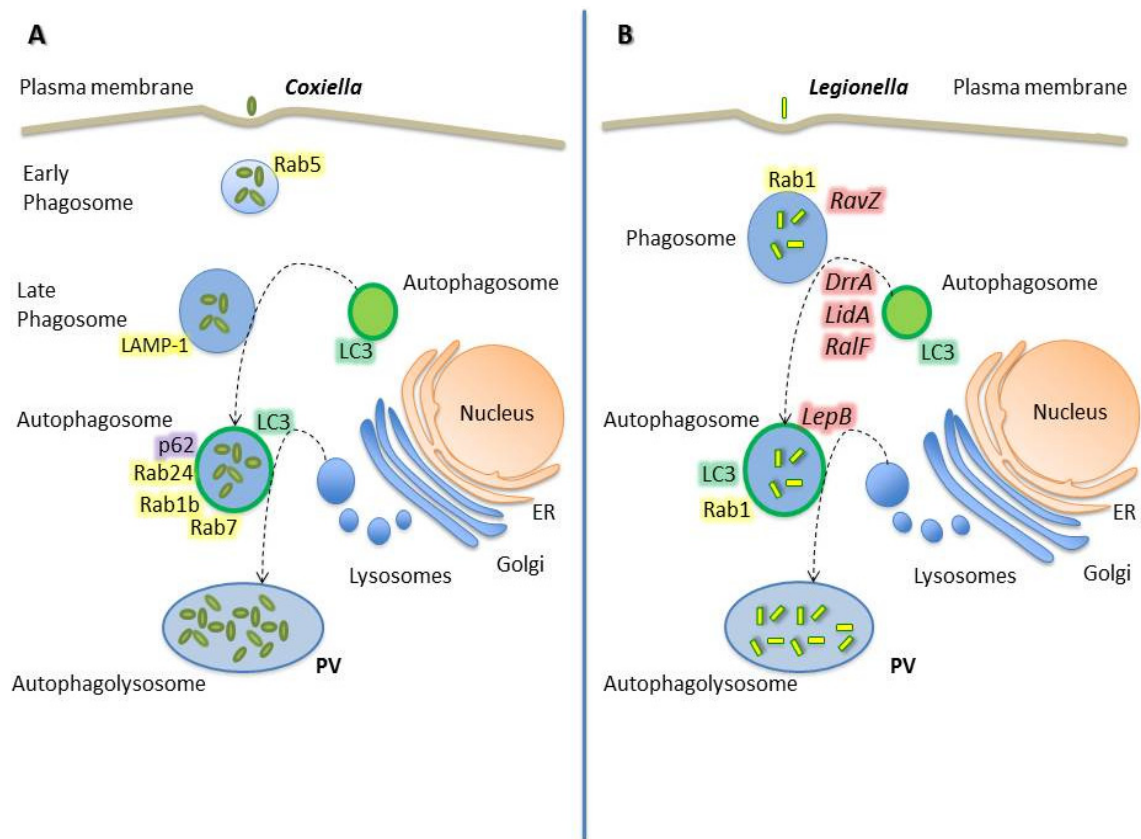 A
Plasma membrane
Coxiella
Rab5
Early
Phagosome
Late
Phagosome
LAMP-1
Autophagosome
LC3
Autophagosome
LC3
p62
Rab24
Rab1b
Rab7
Nucleus
ER
Golgi
Lysosomes
PV
Autophagolysosome
B
Legionella
Plasma membrane
Rab1
RavZ
Phagosome
DrrA
LidA
RalF
Autophagosome
LC3
Autophagosome
LepB
LC3
Rab1
Nucleus
ER
Golgi
Lysosomes
PV
Autophagolysosome